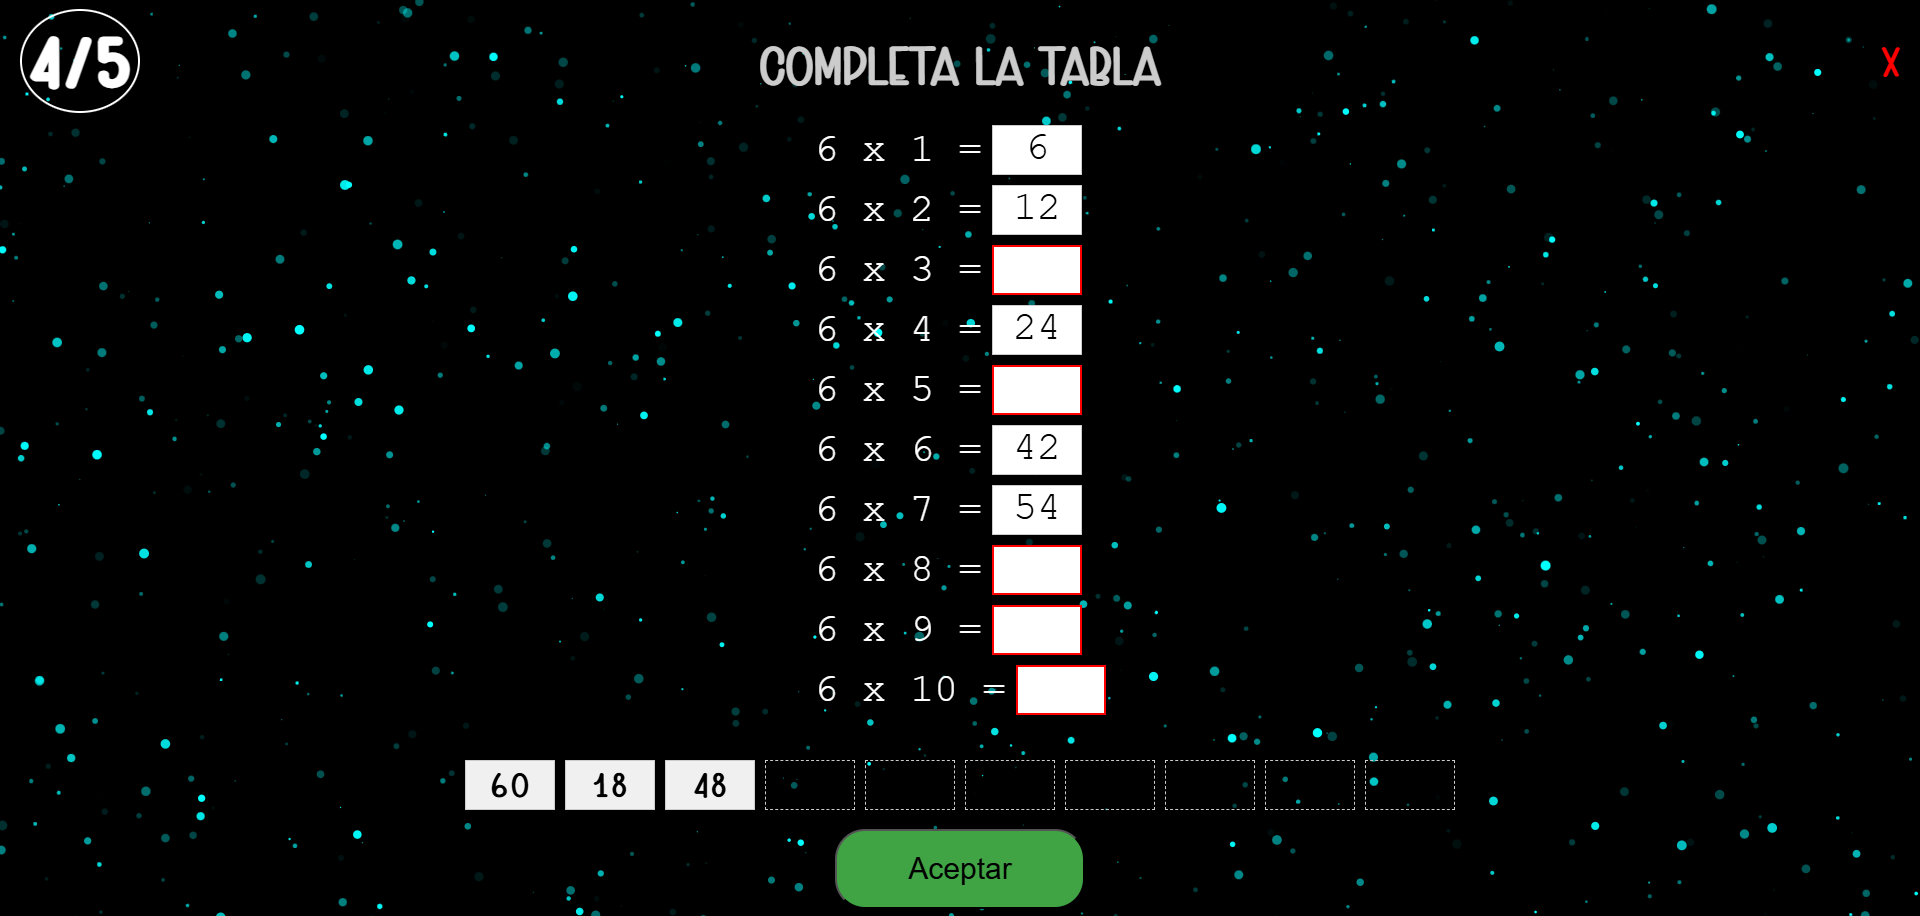 4/5
COMPLETA LA TABLA
X
6 x 1 = 6
6 x 2 = 12
6 x 3 =
6 x 4 = 24
6 x 5 =
6 x 6 = 42
6 x 7 = 54
6 x 8 =
6 x 9 =
6 x 10 =
60 18 48
Aceptar